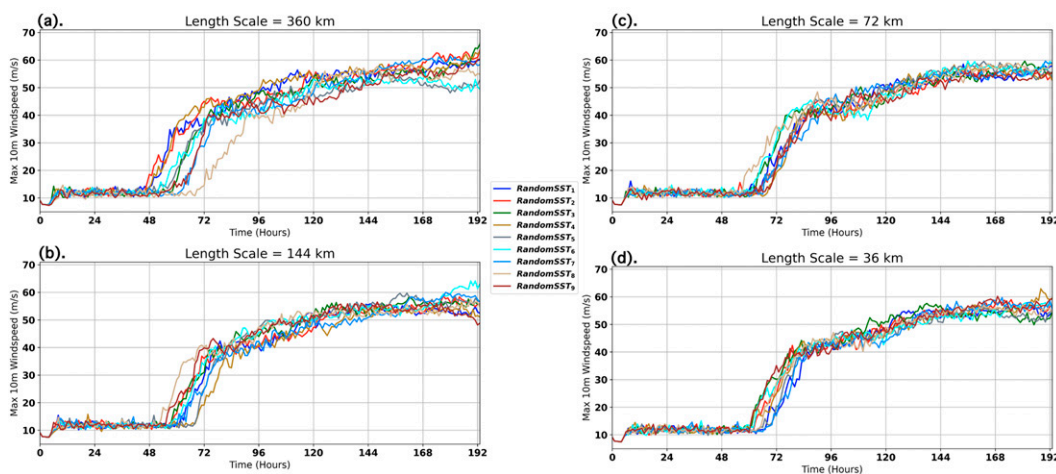 (a).
Length Scale = 360 km
70
60
50
40
30
20
10
Max 10m Windspeed (m/s)
0 24 48 72 96 120 144 168 192
Time (Hours)
(b).
Length Scale = 144 km
70
60
50
40
30
20
10
Max 10m Windspeed (m/s)
0 24 48 72 96 120 144 168 192
Time (Hours)
RandomSST1
RandomSST2
RandomSST3
RandomSST4
RandomSST5
RandomSST6
RandomSST7
RandomSST8
RandomSST9
(c).
Length Scale = 72 km
70
60
50
40
30
20
10
Max 10m Windspeed (m/s)
0 24 48 72 96 120 144 168 192
Time (Hours)
(d).
Length Scale = 36 km
70
60
50
40
30
20
10
Max 10m Windspeed (m/s)
0 24 48 72 96 120 144 168 192
Time (Hours)